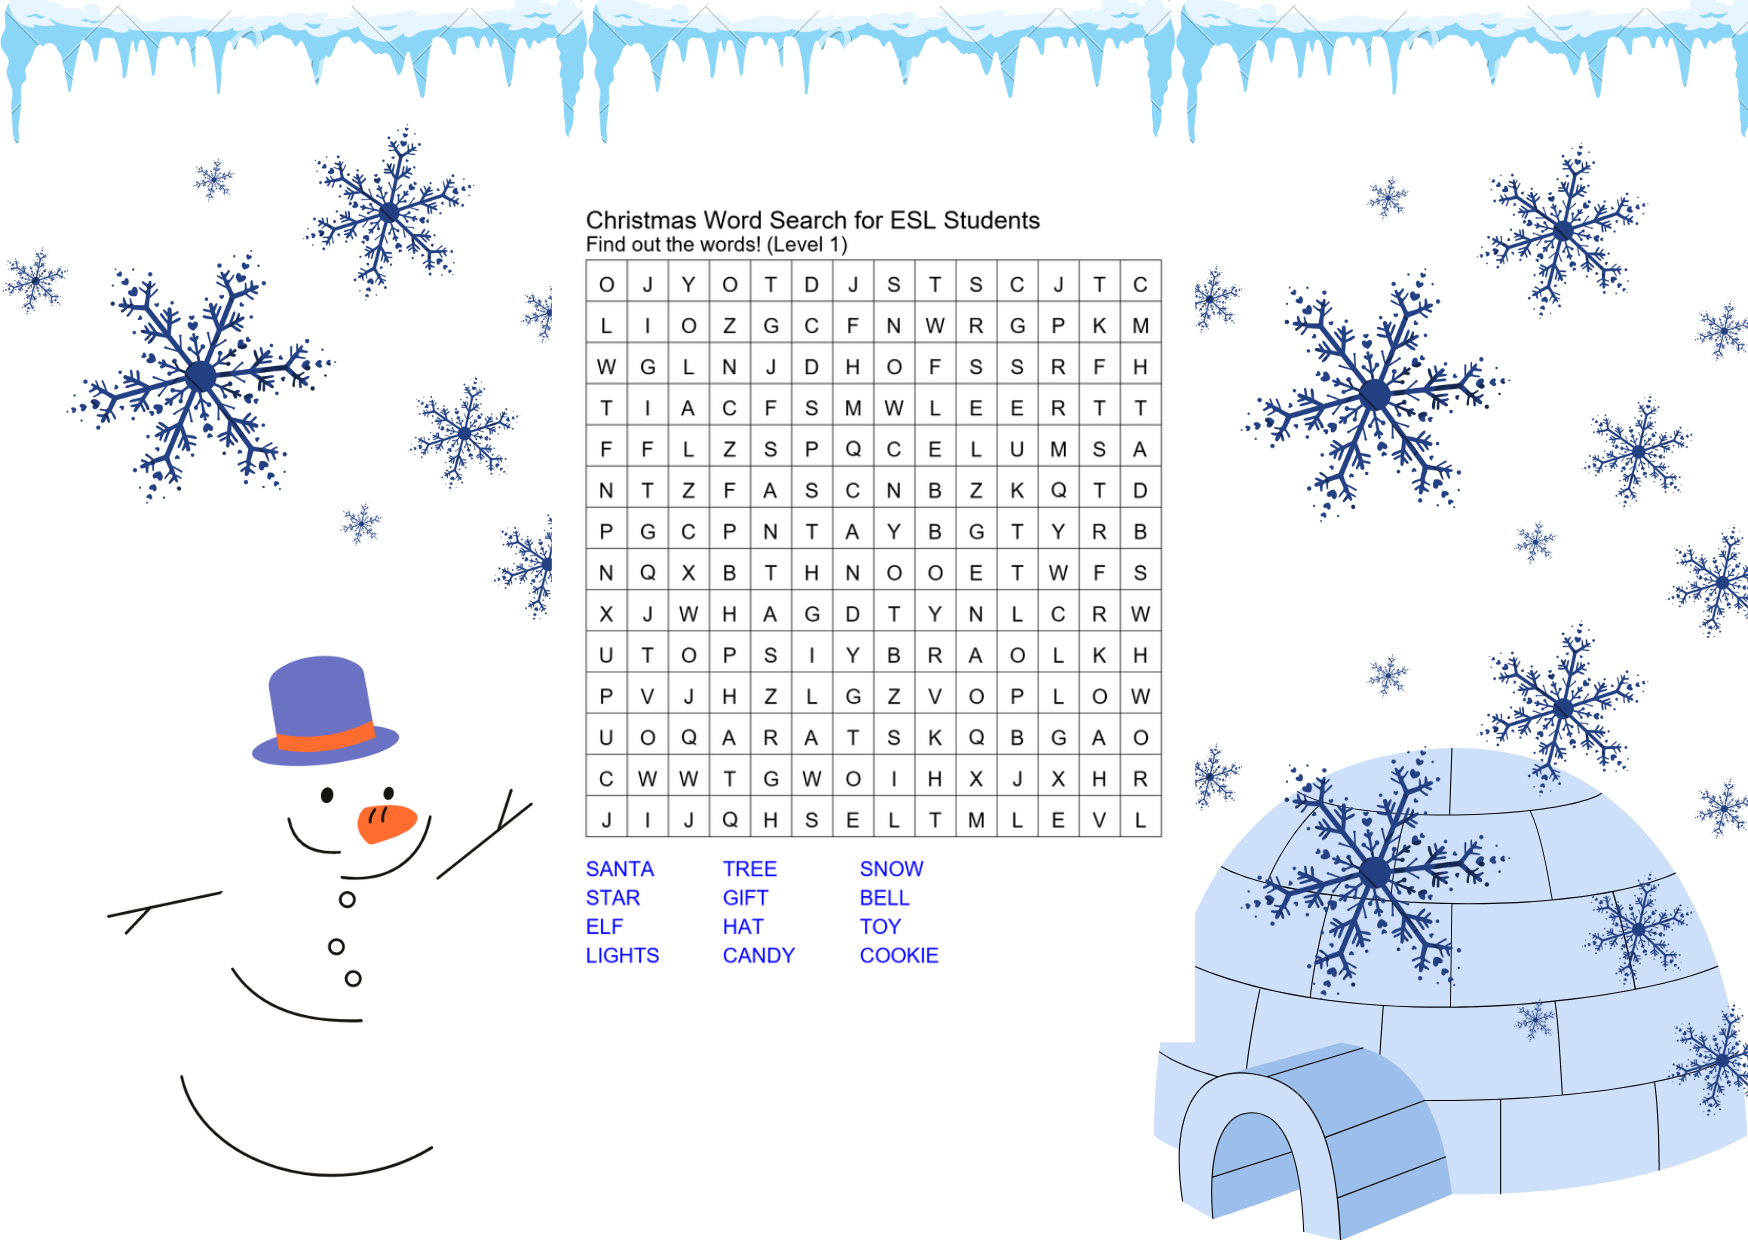 Christmas Word Search for ESL Students
Find out the words! (Level 1)
O J Y O T D J S T S C J T C
L I O Z G C F N W R G P K M
W G L N J D H O F S S R F H
T I A C F S M W L E E R T T
F F L Z S P Q C E L U M S A
N T Z F A S C N B Z K Q T D
P G C P N T A Y B G T Y R B
N Q X B T H N O O E T W F S
X J W H A G D T Y N L C R W
U T O P S I Y B R A O L K H
P V J H Z L G Z V O P L O W
U O Q A R A T S K Q B G A O
C W W T G W O I H X J X H R
J I J Q H S E L T M L E V L
SANTA TREE SNOW
STAR GIFT BELL
ELF HAT TOY
LIGHTS CANDY COOKIE